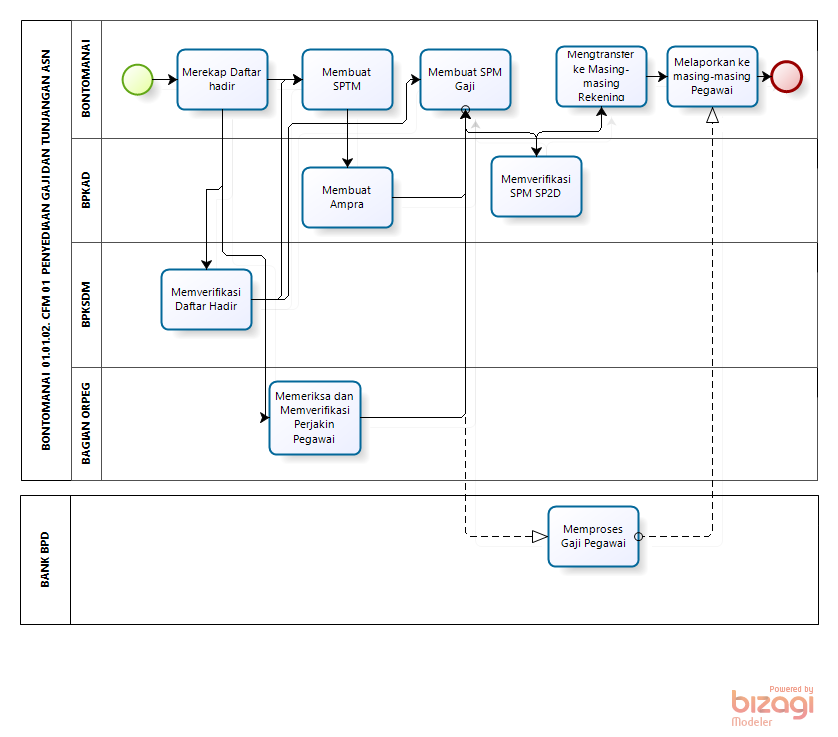 BONTOMANAI 01.01.02. CFM 01 PENYEDIAAN GAJI DAN TUNJANGAN ASN
BONTOMANAI
Merekap Daftar
hadir
Membuat
SPTM
Membuat SPM
Gaji
Mengtransfer
ke Masing-
masing
Rekening
Melaporkan ke
masing-masing
Pegawai
BPKAD
Membuat
Ampra
Memverifikasi
SPM SP2D
BPKSDM
Memverifikasi
Daftar Hadir
BAGIAN ORPEG
Memeriksa dan
Memverifikasi
Perjakin
Pegawai
BANK BPD
Memproses
Gaji Pegawai
Powered by
bizagi
Modeler